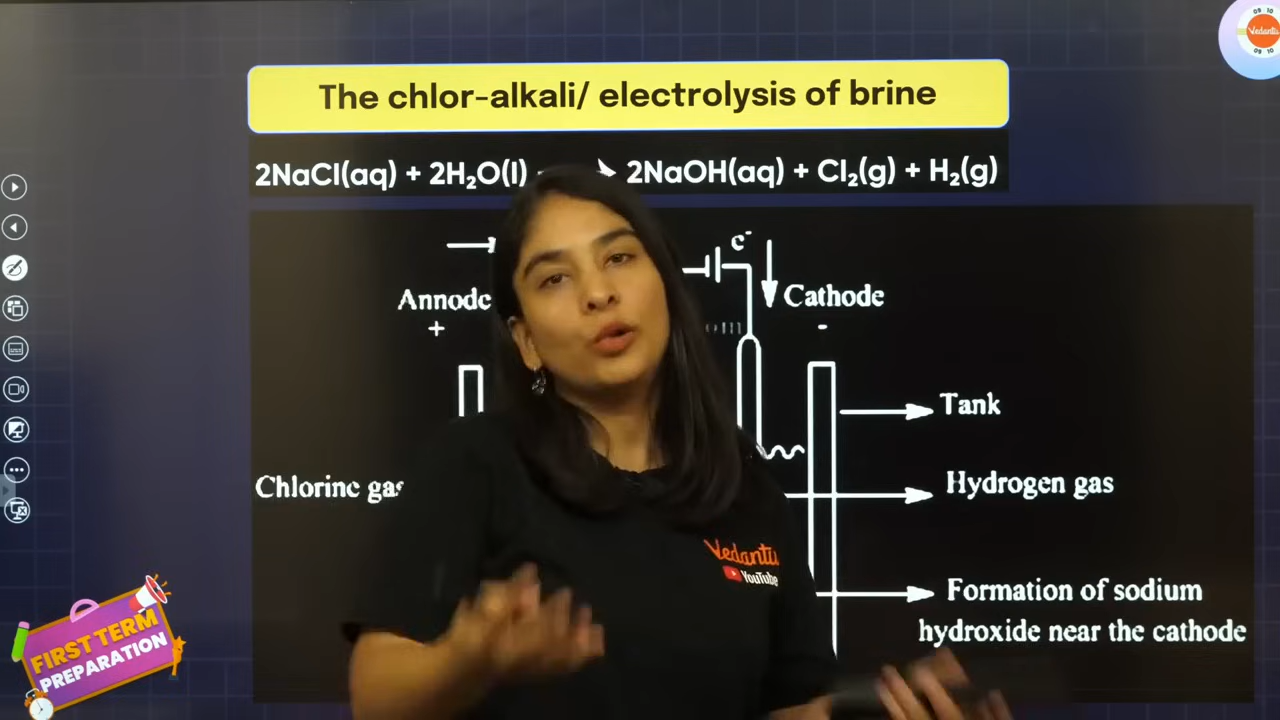 Vedantu
The chlor-alkali/ electrolysis of brine
2NaCl(aq) + 2H₂O(l) 2NaOH(aq) + Cl₂(g) + H₂(g)
e⁻
Annode
+
Cathode
-
Tank
Chlorine gas
Hydrogen gas
Formation of sodium
hydroxide near the cathode
Vedantu
YouTube
FIRST TERM
PREPARATION